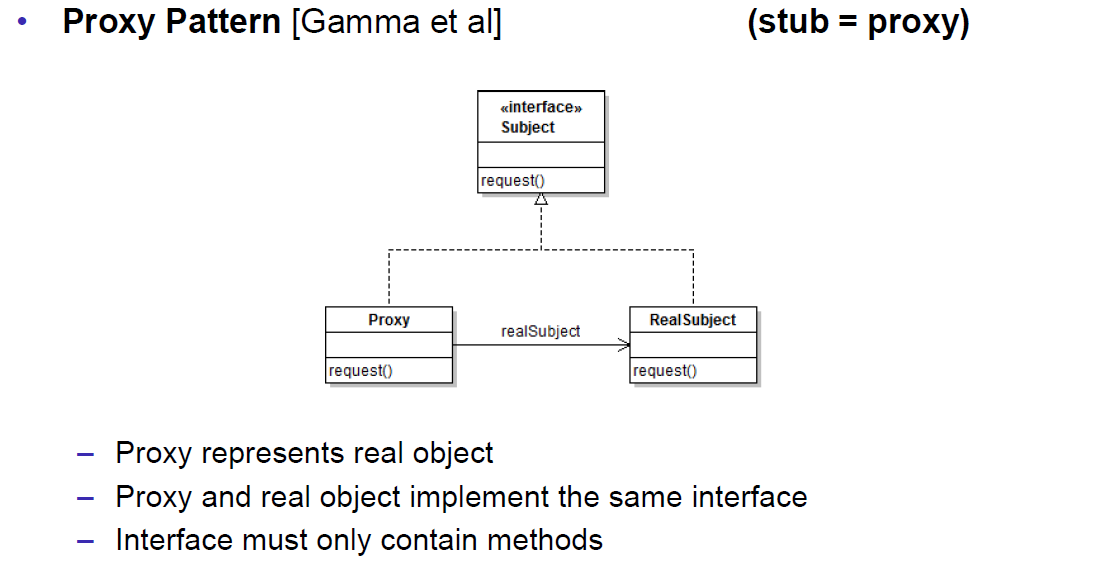 • Proxy Pattern [Gamma et al] (stub = proxy)
«interface»
Subject
request()
Proxy
request()
realSubject
RealSubject
request()
– Proxy represents real object
– Proxy and real object implement the same interface
– Interface must only contain methods